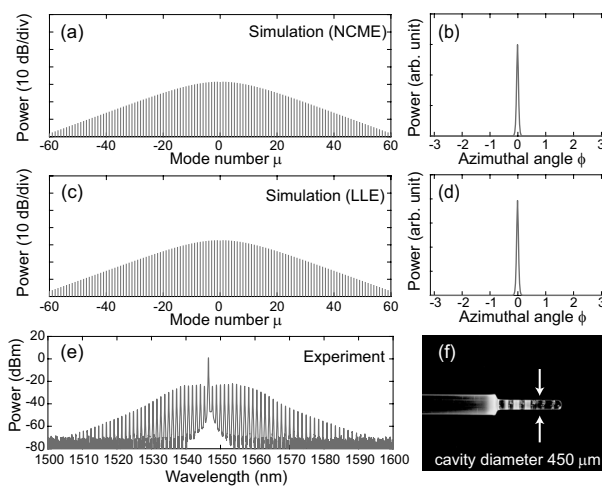 (a)
Simulation (NCME)
Power (10 dB/div)
-60 -40 -20 0 20 40 60
Mode number μ
(b)
Power (arb. unit)
-3 -2 -1 0 1 2 3
Azimuthal angle ϕ
(c)
Simulation (LLE)
Power (10 dB/div)
-60 -40 -20 0 20 40 60
Mode number μ
(d)
Power (arb. unit)
-3 -2 -1 0 1 2 3
Azimuthal angle ϕ
(e)
Experiment
Power (dBm)
20
0
-20
-40
-60
-80
1500 1510 1520 1530 1540 1550 1560 1570 1580 1590 1600
Wavelength (nm)
(f)
cavity diameter 450 μm